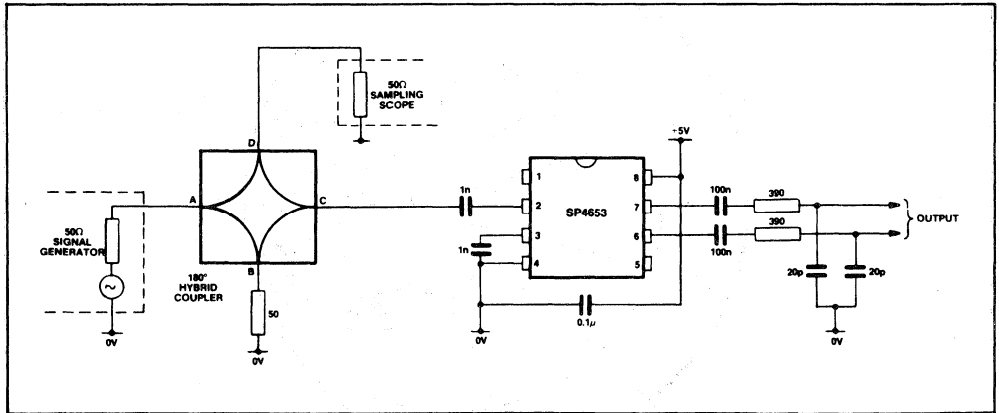 50Ω
SAMPLING
SCOPE
D
+5V
1
8
A
C
1n
2
SP4653
7
100n
390
OUTPUT
50Ω
SIGNAL
GENERATOR
3
6
100n
390
1n
4
5
B
180°
HYBRID
COUPLER
20p
20p
50
0.1μ
0V
0V
0V
0V